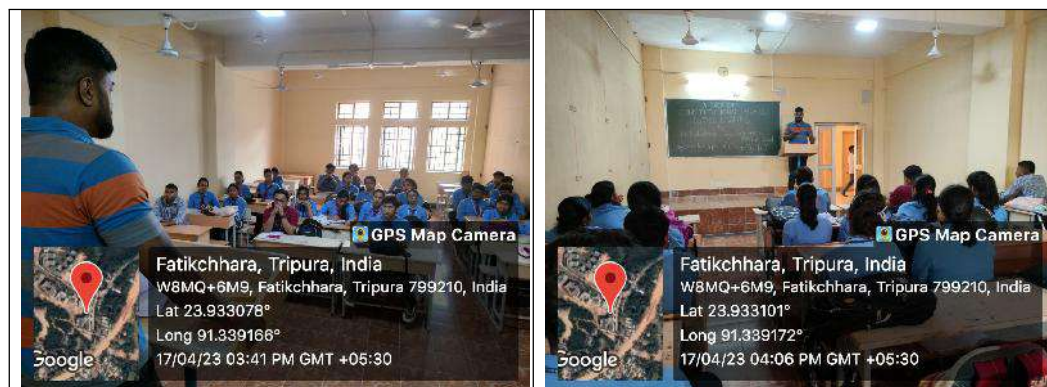 GPS Map Camera
Fatikchhara, Tripura, India
W8MQ+6M9, Fatikchhara, Tripura 799210, India
Lat 23.933078°
Long 91.339166°
17/04/23 03:41 PM GMT +05:30
Google
GPS Map Camera
Fatikchhara, Tripura, India
W8MQ+6M9, Fatikchhara, Tripura 799210, India
Lat 23.933101°
Long 91.339172°
17/04/23 04:06 PM GMT +05:30
Google